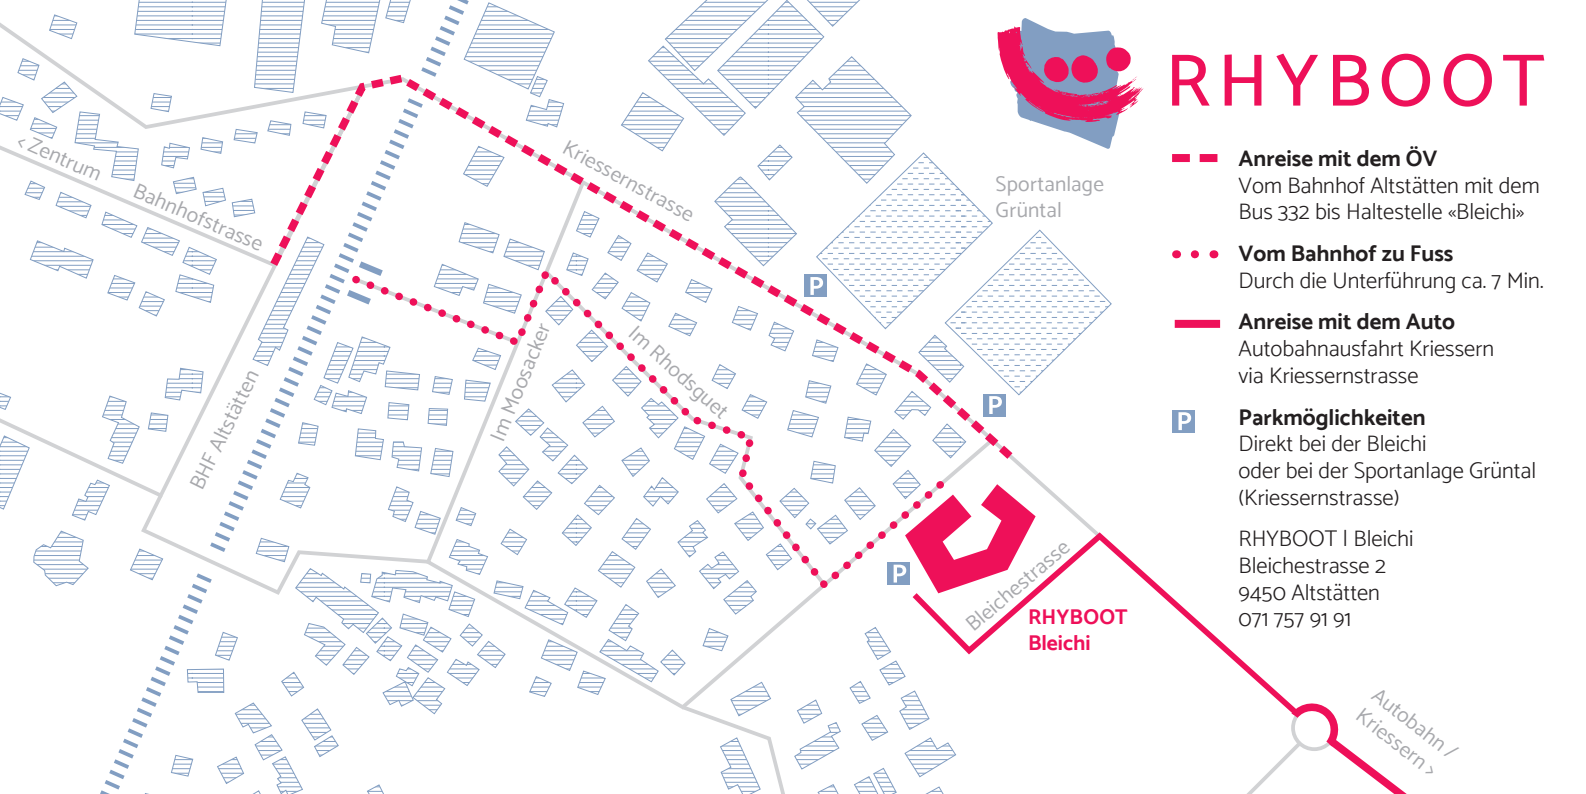 RHYBOOT
Anreise mit dem ÖV
Vom Bahnhof Altstätten mit dem
Bus 332 bis Haltestelle «Bleichi»
Vom Bahnhof zu Fuss
Durch die Unterführung ca. 7 Min.
Anreise mit dem Auto
Autobahnausfahrt Kriessern
via Kriessernstrasse
P
Parkmöglichkeiten
Direkt bei der Bleichi
oder bei der Sportanlage Grüntal
(Kriessernstrasse)
RHYBOOT | Bleichi
Bleichestrasse 2
9450 Altstätten
071 757 91 91
‹ Zentrum
Bahnhofstrasse
Kriessernstrasse
Sportanlage
Grüntal
P
Im Rhodsguet
Im Moosacker
BHF Altstätten
P
P
Bleichestrasse
RHYBOOT
Bleichi
Autobahn /
Kriessern ›